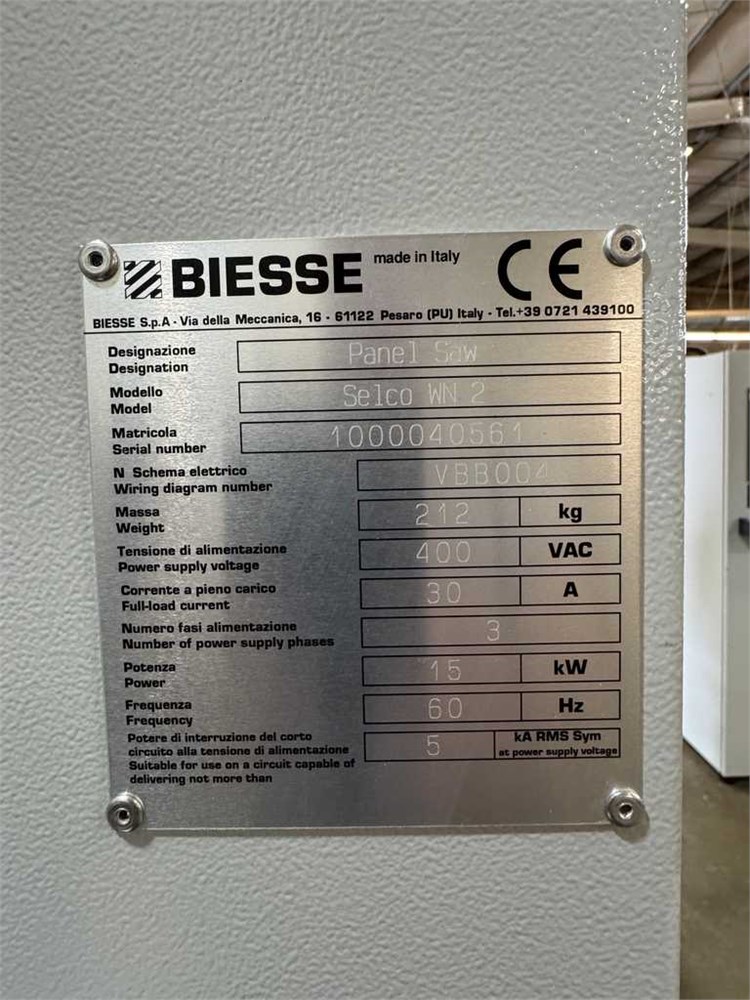 BIESSE made in Italy CE
BIESSE S.p.A - Via della Meccanica, 16 - 61122 Pesaro (PU) Italy - Tel.+39 0721 439100
Designazione
Designation
Panel Saw
Modello
Model
Selco WN 2
Matricola
Serial number
1000040561
N Schema elettrico
Wiring diagram number
VBB004
Massa
Weight
212 kg
Tensione di alimentazione
Power supply voltage
400 VAC
Corrente a pieno carico
Full-load current
30 A
Numero fasi alimentazione
Number of power supply phases
3
Potenza
Power
15 kW
Frequenza
Frequency
60 Hz
Potere di interruzione del corto
circuito alla tensione di alimentazione
Suitable for use on a circuit capable of
delivering not more than
5 kA RMS Sym
at power supply voltage